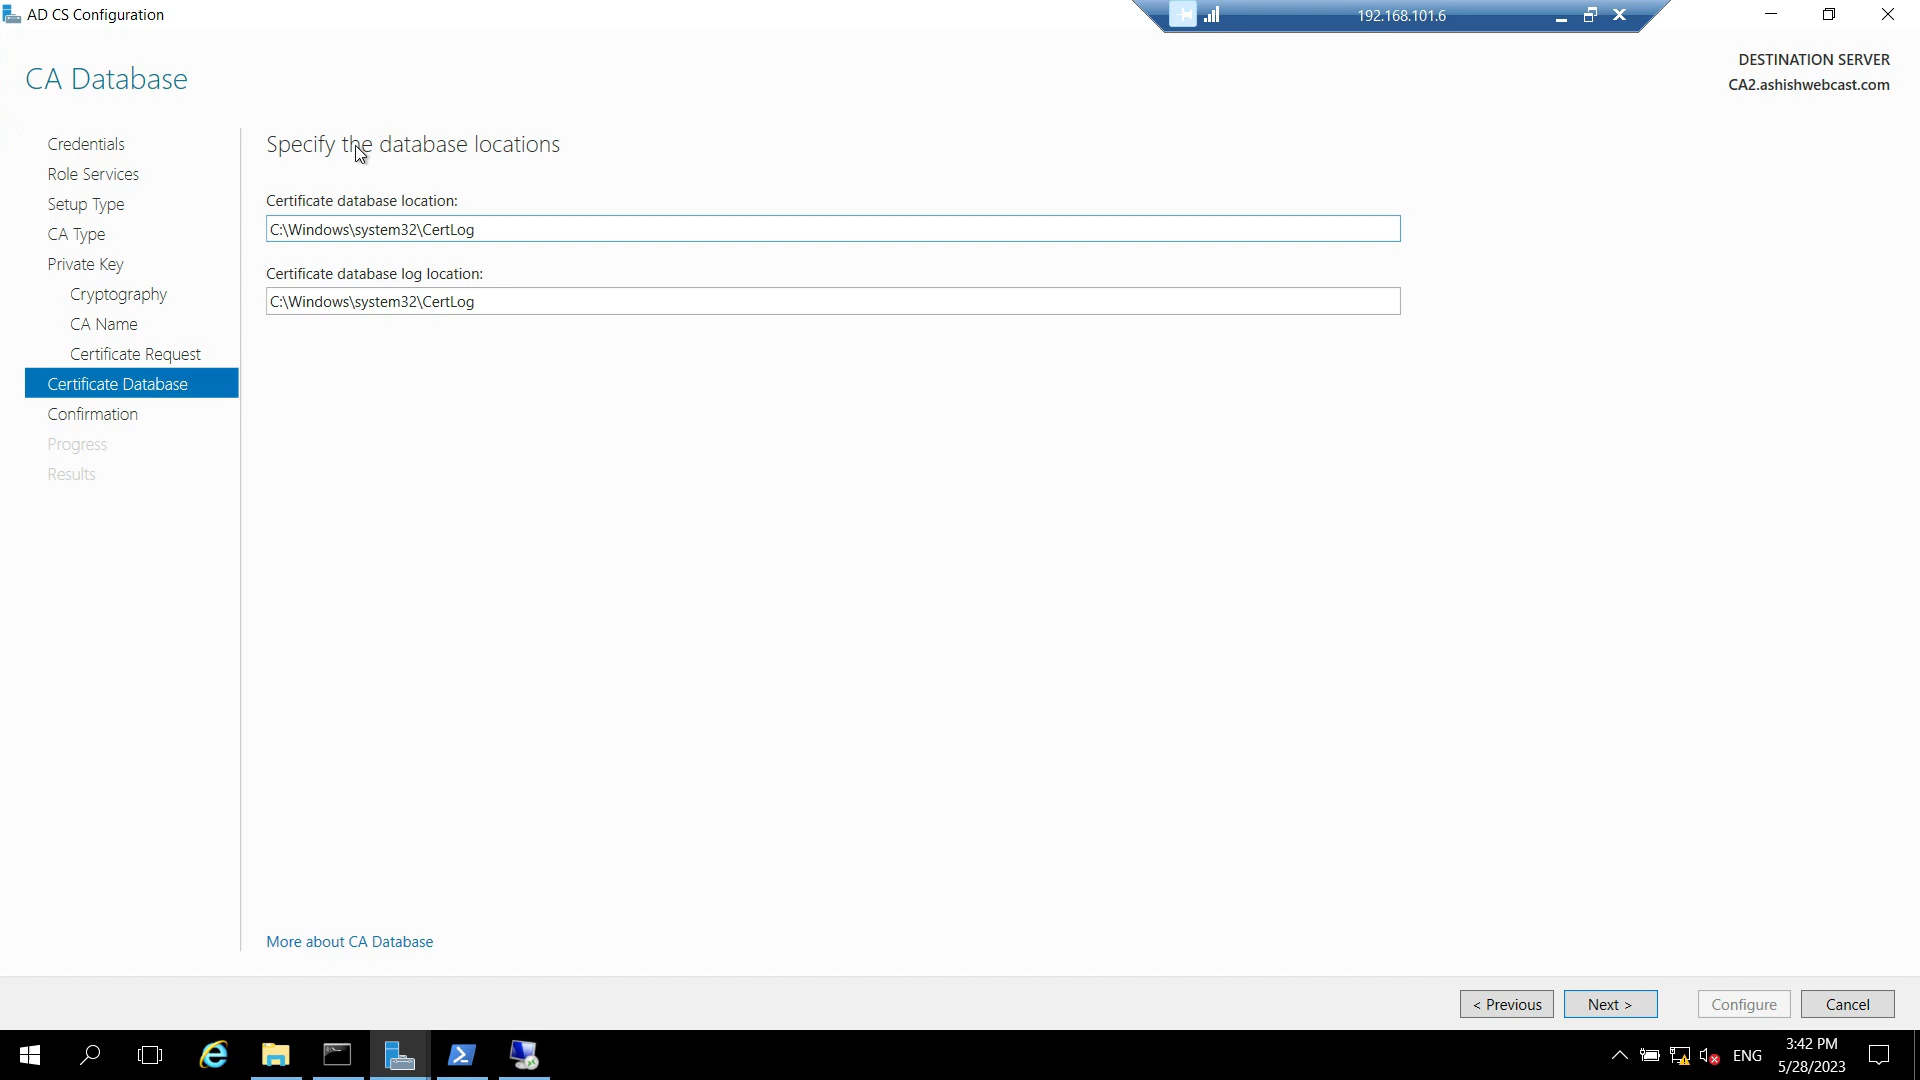 AD CS Configuration
192.168.101.6
CA Database
DESTINATION SERVER
CA2.ashishwebcast.com
Credentials
Role Services
Setup Type
CA Type
Private Key
Cryptography
CA Name
Certificate Request
Certificate Database
Confirmation
Progress
Results
Specify the database locations
Certificate database location:
C:\Windows\system32\CertLog
Certificate database log location:
C:\Windows\system32\CertLog
More about CA Database
< Previous
Next >
Configure
Cancel
ENG
3:42 PM
5/28/2023